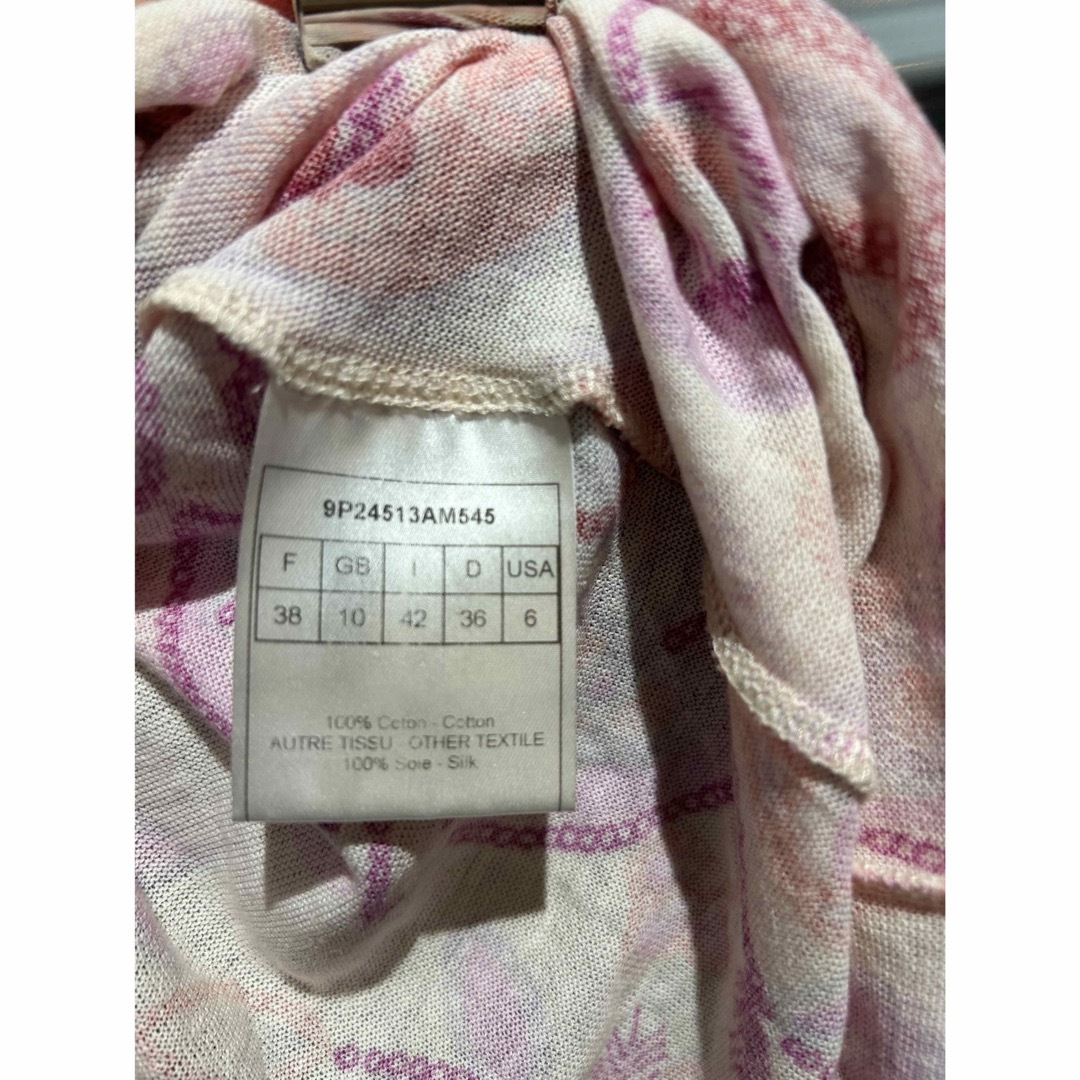 9P24513AM545
F GB I D USA
38 10 42 36 6
100% Coton - Cotton
AUTRE TISSU OTHER TEXTILE
100% Soie - Silk